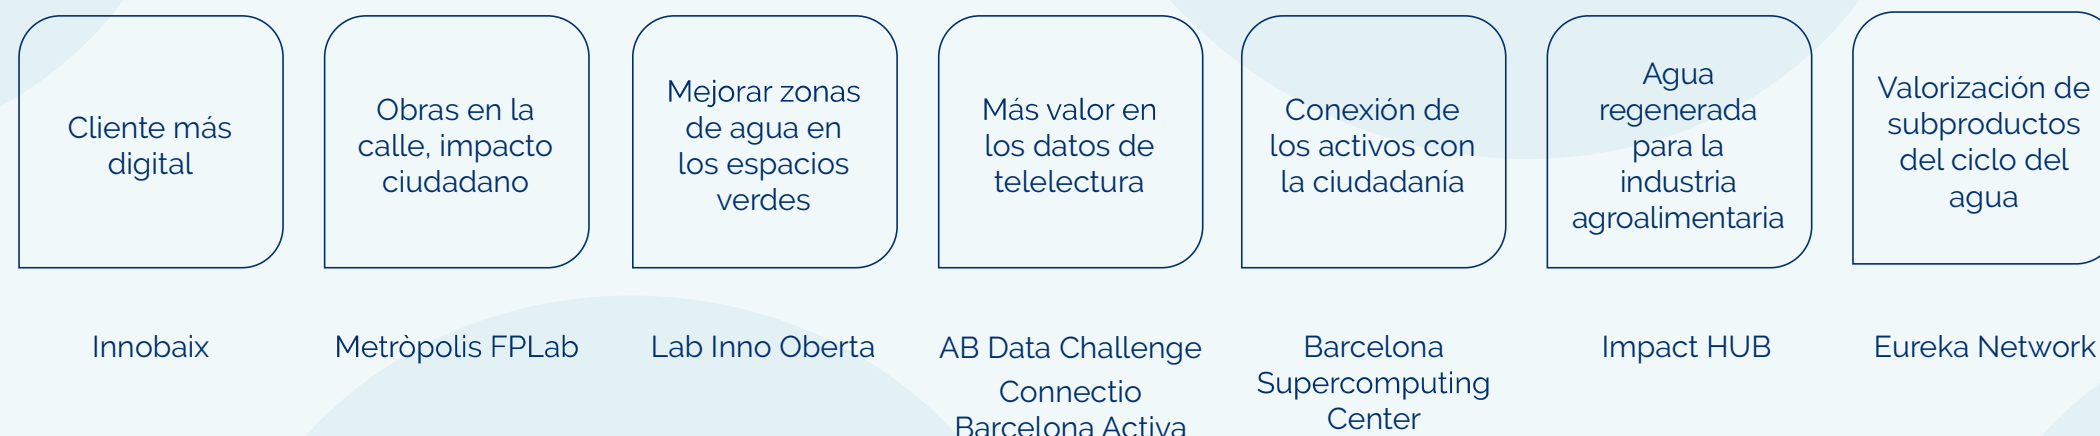 Cliente más
digital
Obras en la
calle, impacto
ciudadano
Mejorar zonas
de agua en
los espacios
verdes
Más valor en
los datos de
telelectura
Conexión de
los activos con
la ciudadanía
Agua
regenerada
para la
industria
agroalimentaria
Valorización de
subproductos
del ciclo del
agua
Innobaix
Metròpolis FPLab
Lab Inno Oberta
AB Data Challenge
Connectio
Barcelona Activa
Barcelona
Supercomputing
Center
Impact HUB
Eureka Network